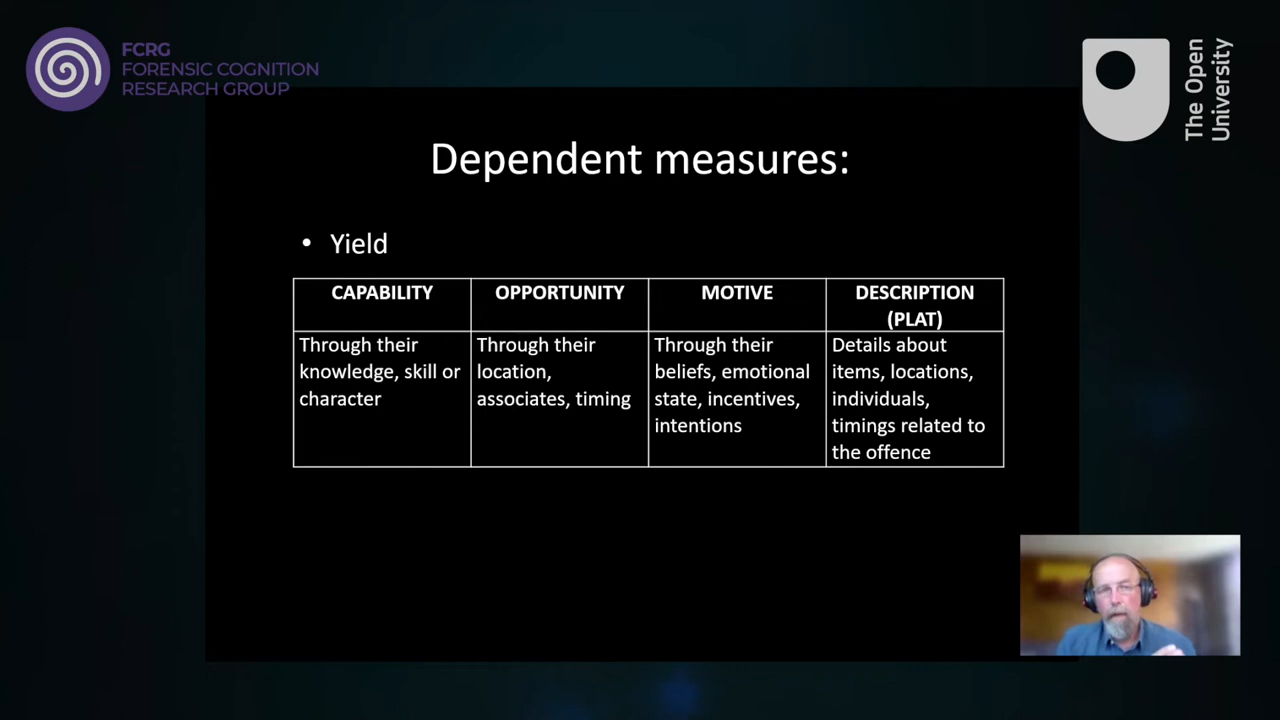 FCRG
FORENSIC COGNITION
RESEARCH GROUP
The Open
University
Dependent measures:
• Yield
CAPABILITY
OPPORTUNITY
MOTIVE
DESCRIPTION
(PLAT)
Through their
knowledge, skill or
character
Through their
location,
associates, timing
Through their
beliefs, emotional
state, incentives,
intentions
Details about
items, locations,
individuals,
timings related to
the offence